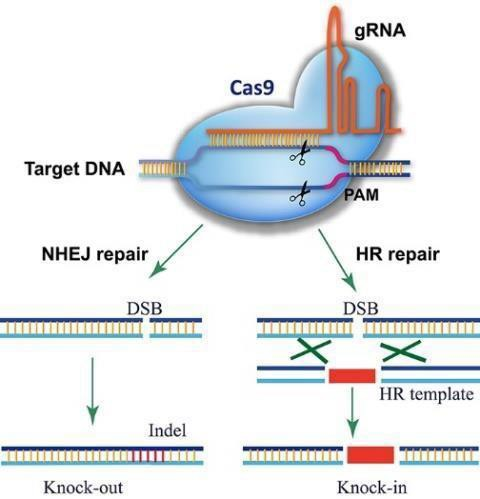 gRNA
Cas9
Target DNA
PAM
NHEJ repair
HR repair
DSB
DSB
HR template
Indel
Knock-out
Knock-in